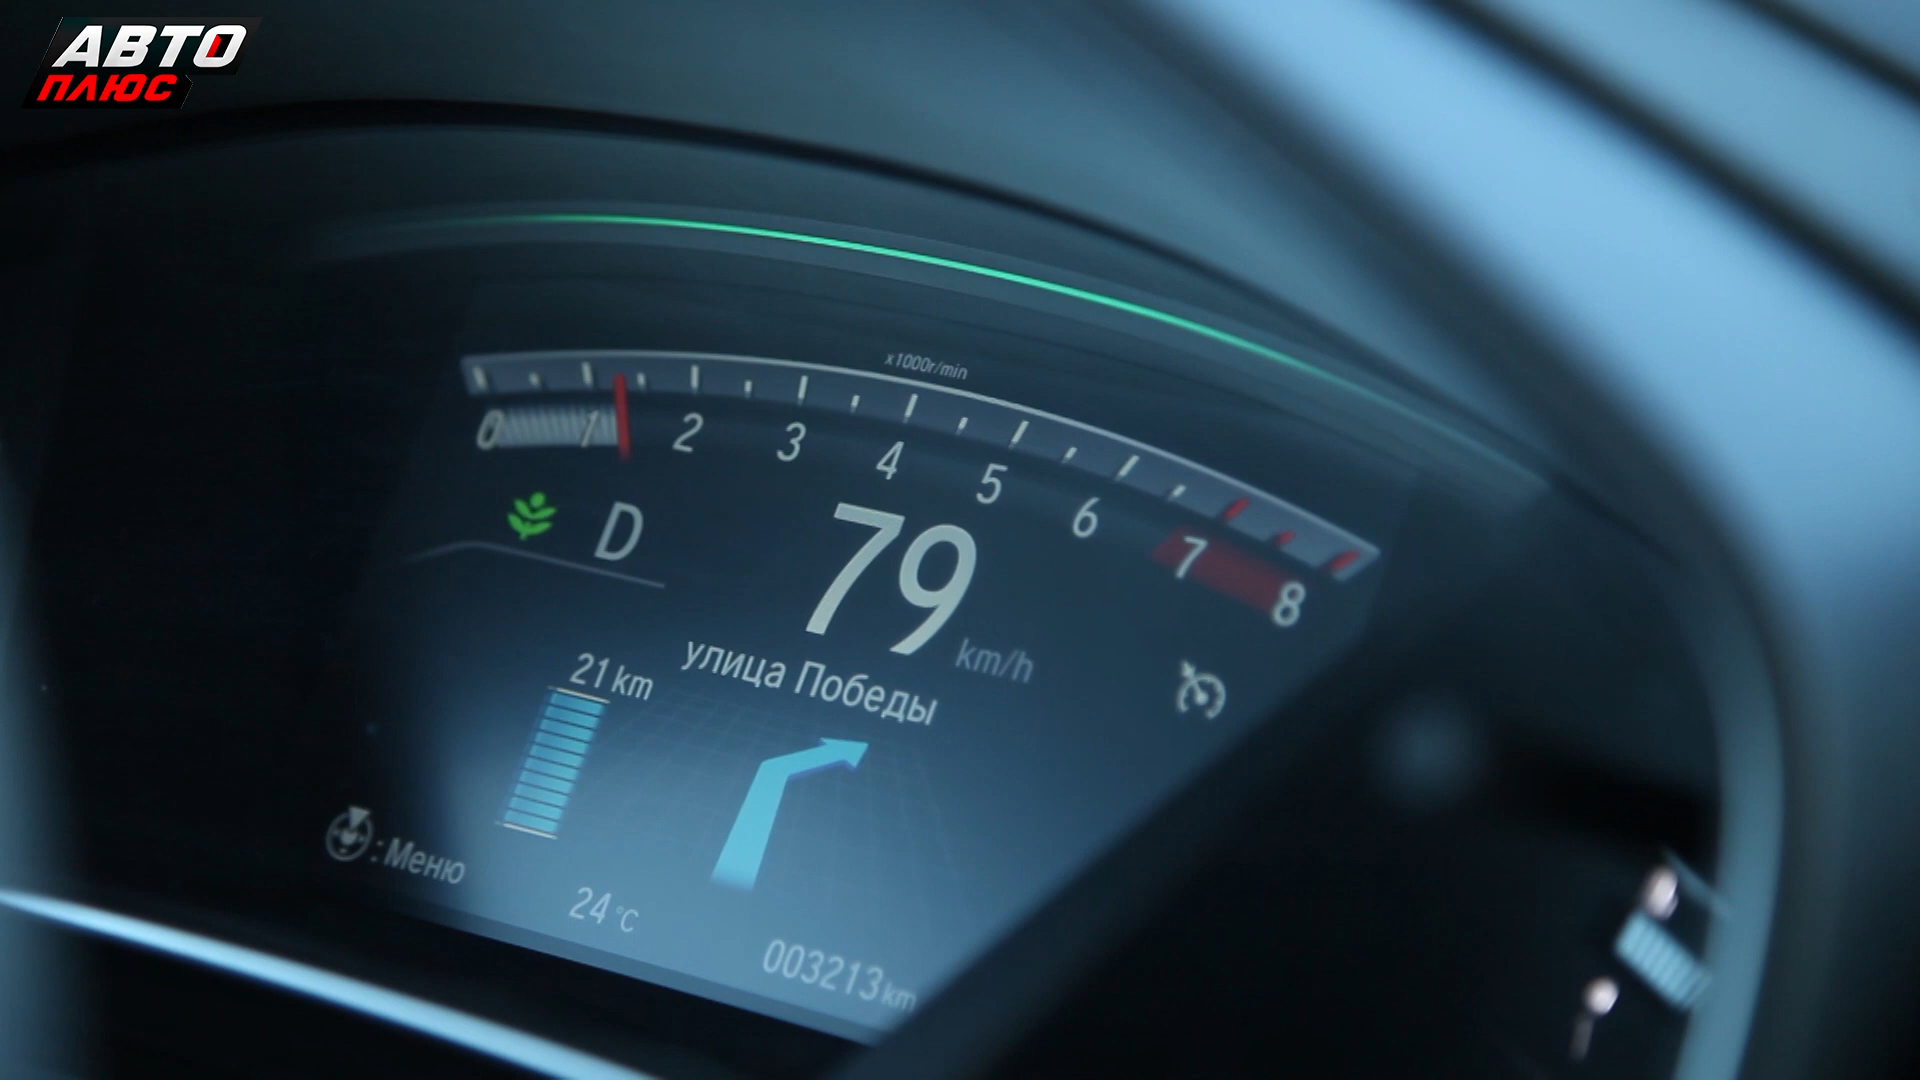 АВТО
ПЛЮС
x1000r/min
0 1 2 3 4 5 6 7 8
D
79 km/h
улица Победы
21 km
:Меню
24 °C
003213 km